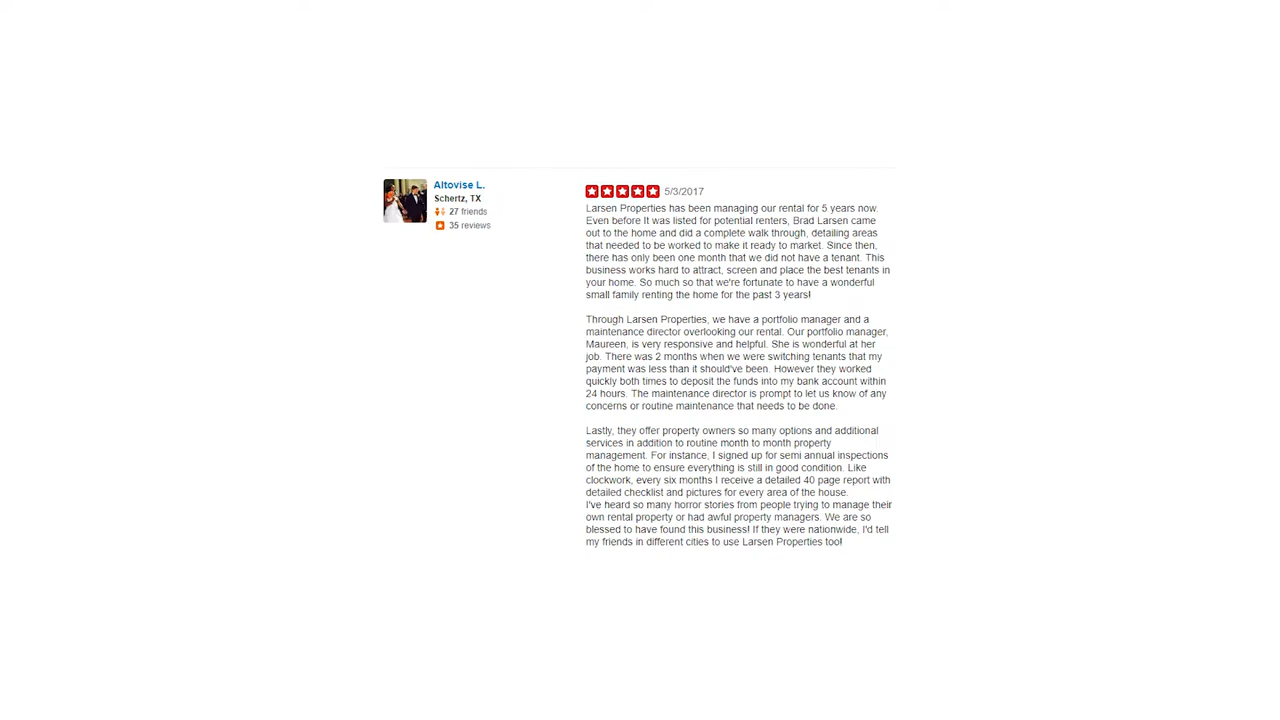 Altovise L.
Schertz, TX
27 friends
35 reviews
5/3/2017
Larsen Properties has been managing our rental for 5 years now.
Even before It was listed for potential renters, Brad Larsen came
out to the home and did a complete walk through, detailing areas
that needed to be worked to make it ready to market. Since then,
there has only been one month that we did not have a tenant. This
business works hard to attract, screen and place the best tenants in
your home. So much so that we're fortunate to have a wonderful
small family renting the home for the past 3 years!
Through Larsen Properties, we have a portfolio manager and a
maintenance director overlooking our rental. Our portfolio manager,
Maureen, is very responsive and helpful. She is wonderful at her
job. There was 2 months when we were switching tenants that my
payment was less than it should've been. However they worked
quickly both times to deposit the funds into my bank account within
24 hours. The maintenance director is prompt to let us know of any
concerns or routine maintenance that needs to be done.
Lastly, they offer property owners so many options and additional
services in addition to routine month to month property
management. For instance, I signed up for semi annual inspections
of the home to ensure everything is still in good condition. Like
clockwork, every six months I receive a detailed 40 page report with
detailed checklist and pictures for every area of the house.
I've heard so many horror stories from people trying to manage their
own rental property or had awful property managers. We are so
blessed to have found this business! If they were nationwide, I'd tell
my friends in different cities to use Larsen Properties too!